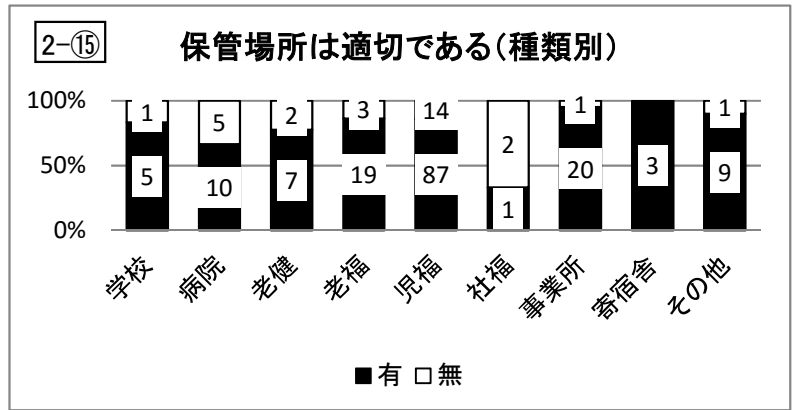 2-⑮
保管場所は適切である(種類別)
100%
50%
0%
1 5 2 3 14 2 1 1
5 10 7 19 87 1 20 3 9
学校 病院 老健 老福 児福 社福 事業所 寄宿舎 その他
■有 □無